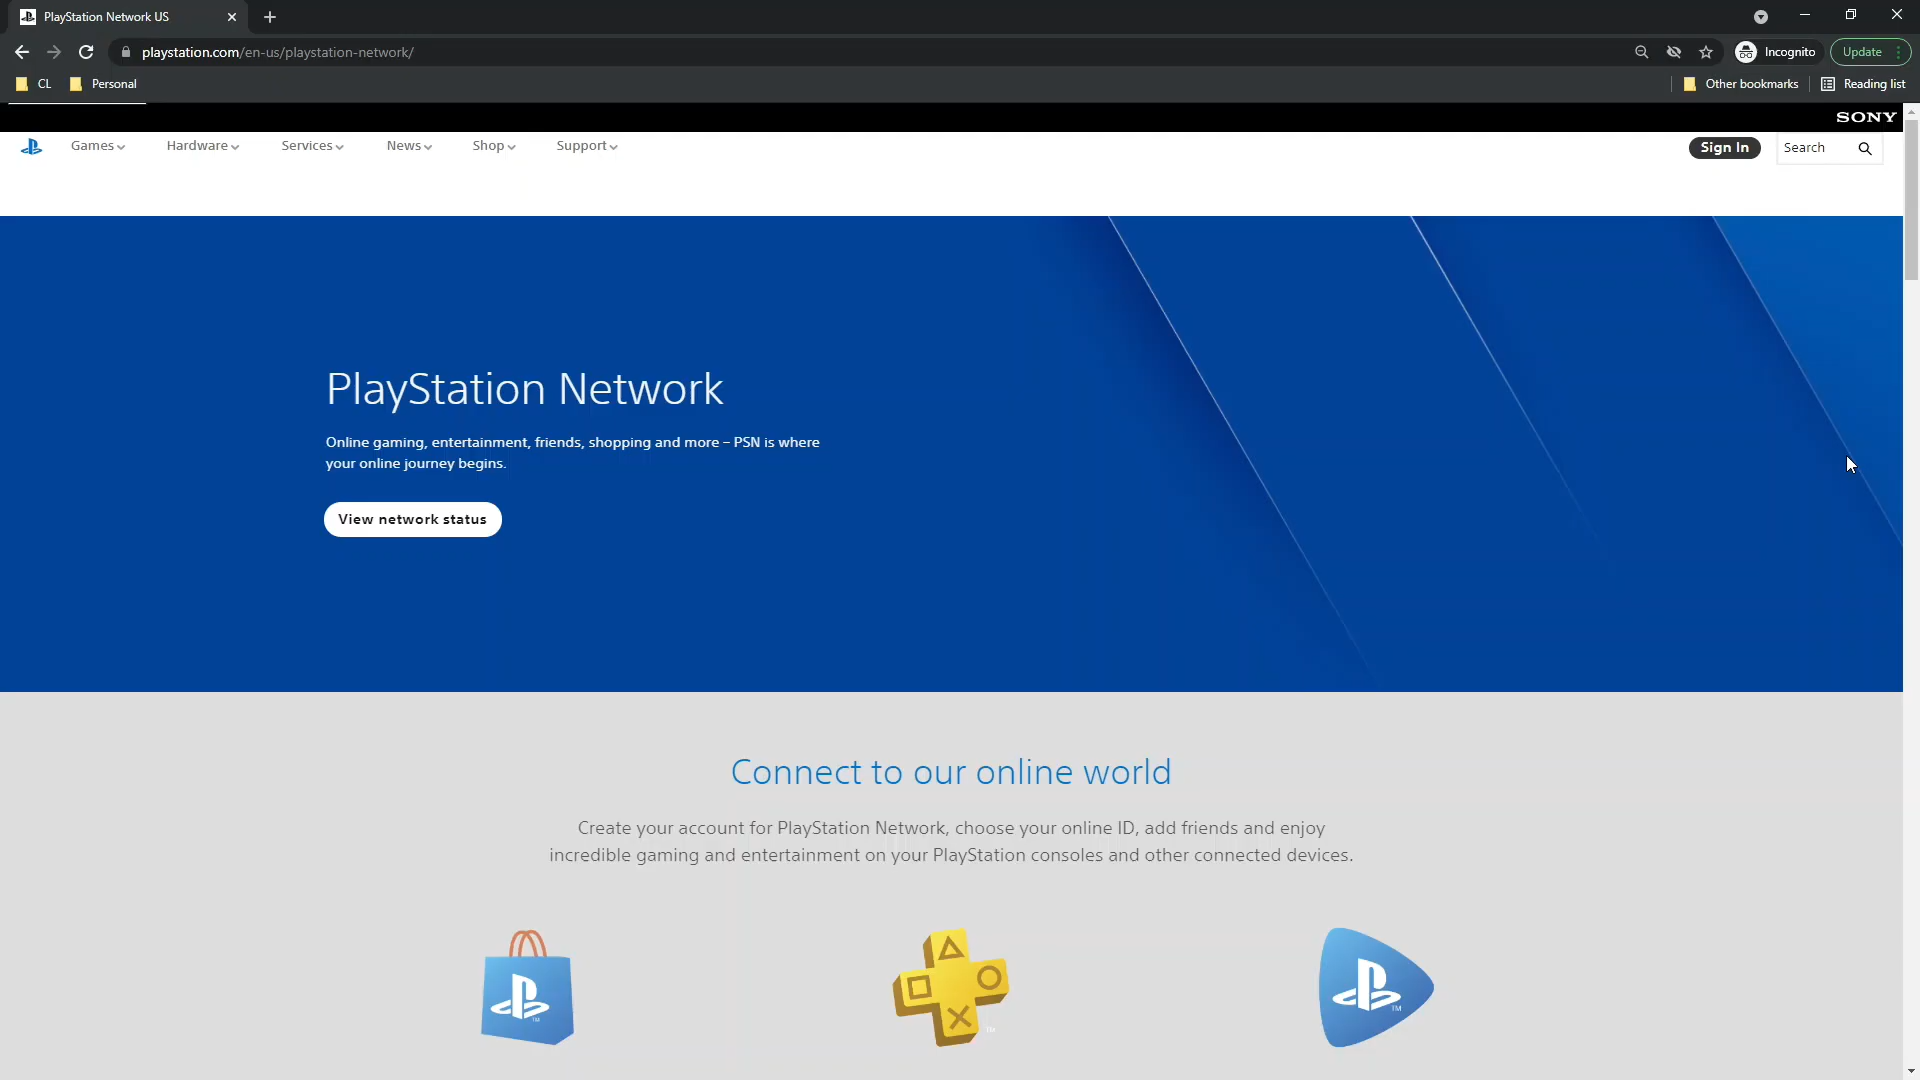 PlayStation Network US
playstation.com/en-us/playstation-network/
Incognito
Update
CL
Personal
Other bookmarks
Reading list
SONY
Games
Hardware
Services
News
Shop
Support
Sign In
Search
PlayStation Network
Online gaming, entertainment, friends, shopping and more – PSN is where
your online journey begins.
View network status
Connect to our online world
Create your account for PlayStation Network, choose your online ID, add friends and enjoy
incredible gaming and entertainment on your PlayStation consoles and other connected devices.
TM
TM
TM